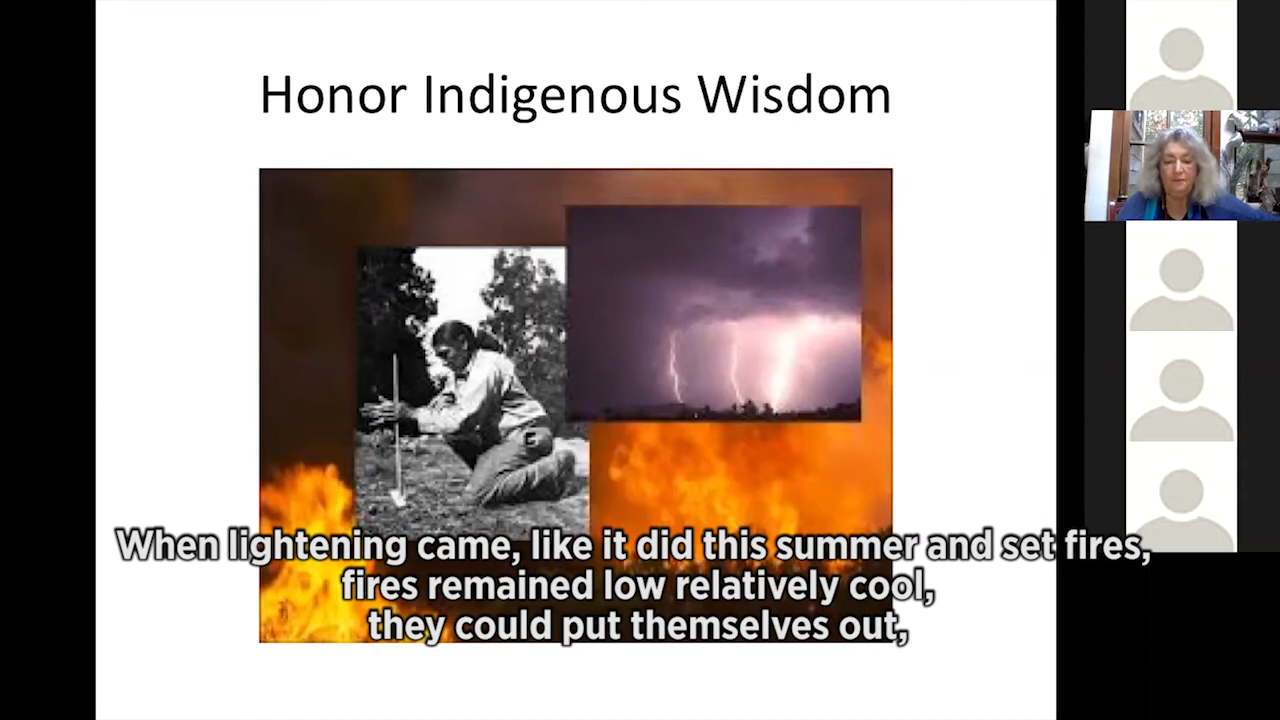 Honor Indigenous Wisdom
When lightening came, like it did this summer and set fires,
fires remained low relatively cool,
they could put themselves out,